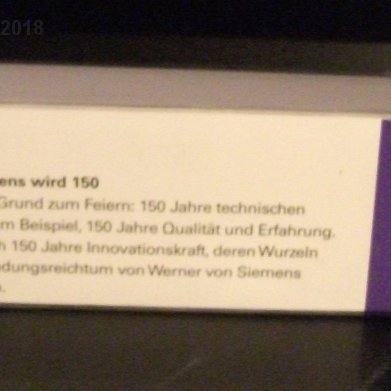 2018
ens wird 150
Grund zum Feiern: 150 Jahre technischen
m Beispiel, 150 Jahre Qualität und Erfahrung.
h 150 Jahre Innovationskraft, deren Wurzeln
dungsreichtum von Werner von Siemens